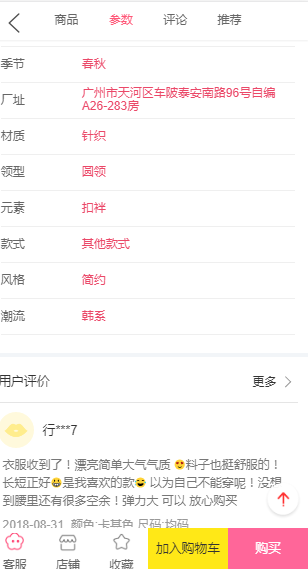 商品 参数 评论 推荐
季节 春秋
厂址 广州市天河区车陂泰安南路96号自编
A26-283房
材质 针织
领型 圆领
元素 扣袢
款式 其他款式
风格 简约
潮流 韩系
用户评价 更多
行***7
衣服收到了！漂亮简单大气气质 😍料子也挺舒服的！
长短正好😀是我喜欢的款😂 以为自己不能穿呢！没想
到腰里还有很多空余！弹力大 可以 放心购买
2018-08-31 颜色:卡其色 尺码:均码
客服 店铺 收藏 加入购物车 购买